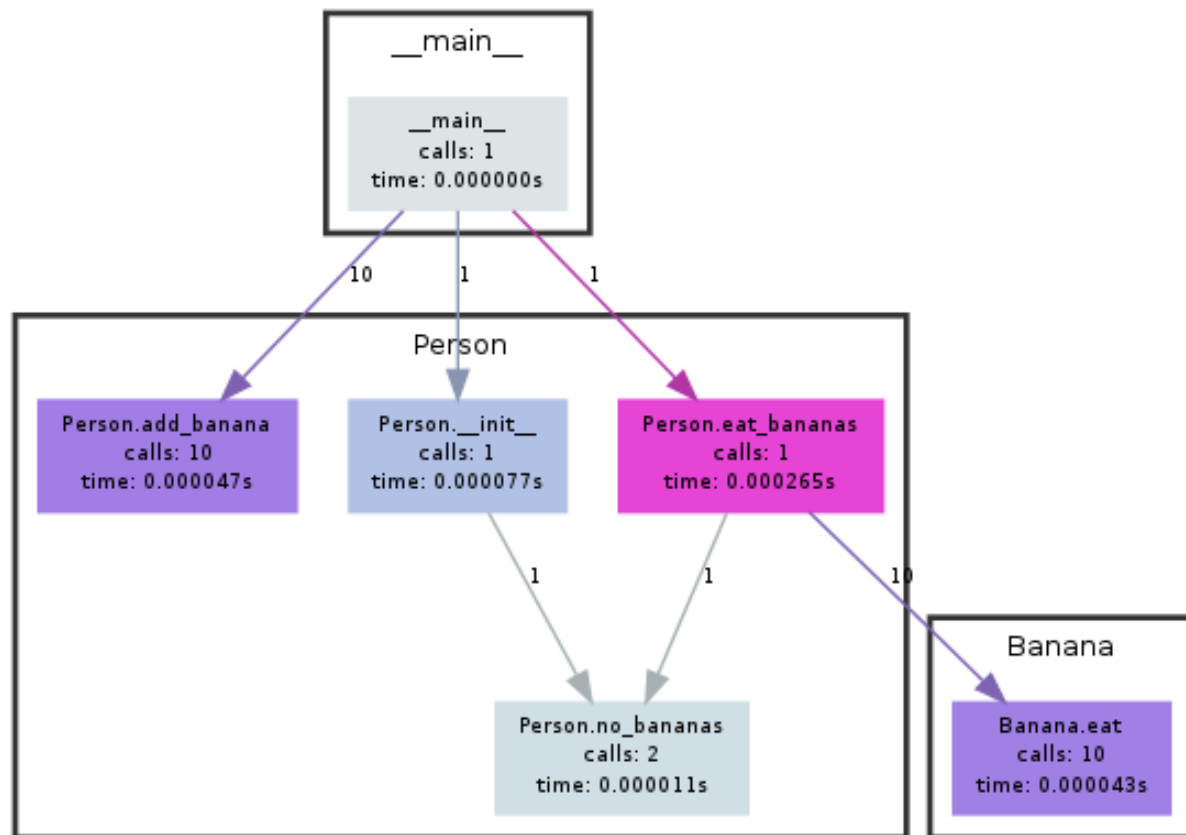 __main__
__main__
calls: 1
time: 0.000000s
10
1
1
Person
Person.add_banana
calls: 10
time: 0.000047s
Person.__init__
calls: 1
time: 0.000077s
Person.eat_bananas
calls: 1
time: 0.000265s
1
1
10
Banana
Person.no_bananas
calls: 2
time: 0.000011s
Banana.eat
calls: 10
time: 0.000043s